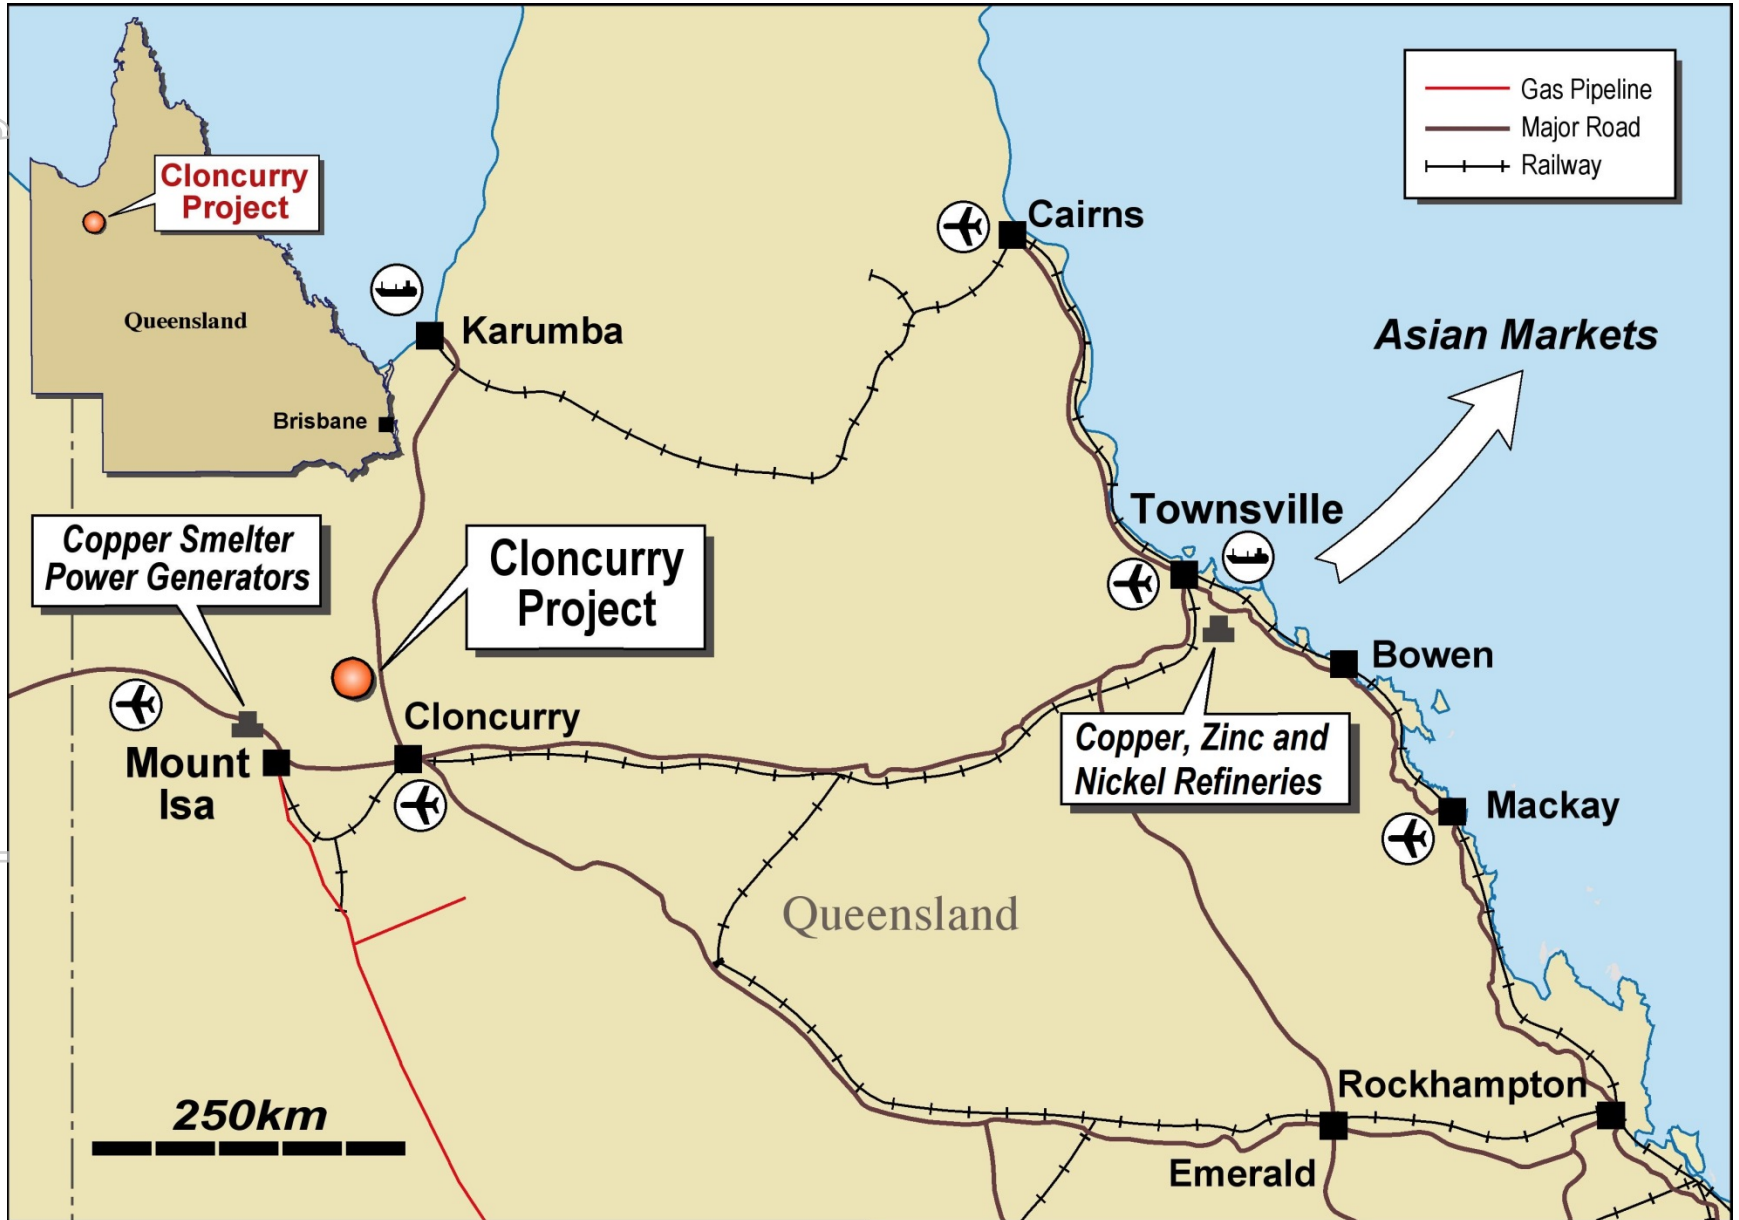 Gas Pipeline
Major Road
Railway
Cloncurry
Project
Queensland
Brisbane
Cairns
Karumba
Asian Markets
Townsville
Copper Smelter
Power Generators
Cloncurry
Project
Bowen
Cloncurry
Mount
Isa
Copper, Zinc and
Nickel Refineries
Mackay
Queensland
250km
Rockhampton
Emerald